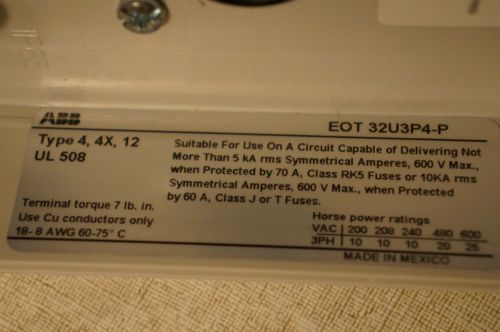 IP65
ABB
EOT 32U3P4-P
Type 4, 4X, 12
UL 508
Suitable For Use On A Circuit Capable of Delivering Not
More Than 5 kA rms Symmetrical Amperes, 600 V Max.,
when Protected by 70 A, Class RK5 Fuses or 10KA rms
Symmetrical Amperes, 600 V Max., when Protected
by 60 A, Class J or T Fuses.
Terminal torque 7 lb. in.
Use Cu conductors only
18- 8 AWG 60-75° C
Horse power ratings
VAC 200 208 240 480 600
3PH 10 10 10 20 25
MADE IN MEXICO